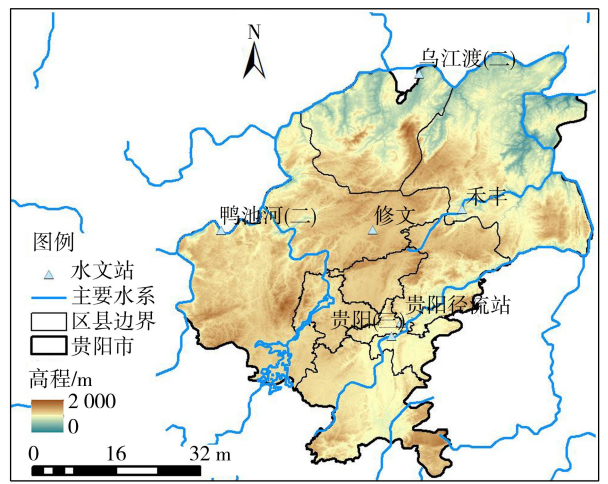 N
乌江渡(二)
禾丰
鸭池河(二)
修文
贵阳径流站
贵阳(三)
图例
水文站
主要水系
区县边界
贵阳市
高程/m
2 000
0
0 16 32 m